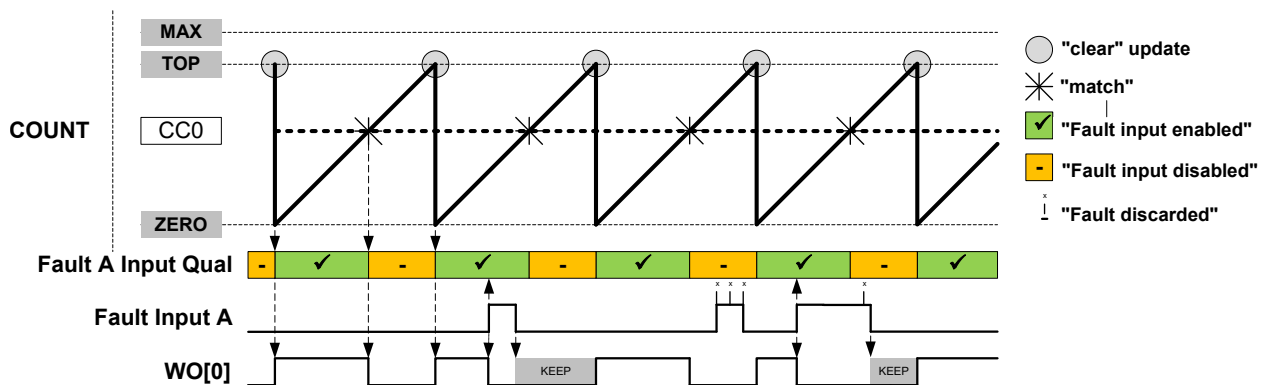 MAX
"clear" update
TOP
"match"
COUNT
CC0
✔ "Fault input enabled"
- "Fault input disabled"
x
"Fault discarded"
ZERO
Fault A Input Qual
- ✔ - ✔ - ✔ - ✔ - ✔
x x x x
Fault Input A
WO[0]
KEEP KEEP